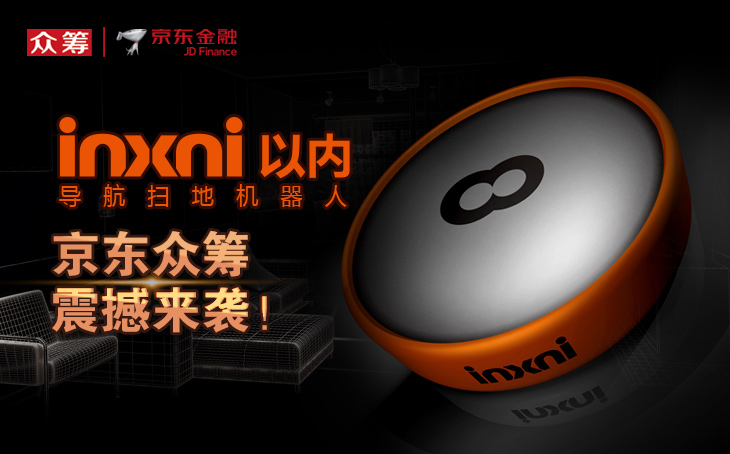 众筹 京东金融
JD Finance
inxni 以内
导航扫地机器人
京东众筹
震撼来袭！
8
inxni
inxni